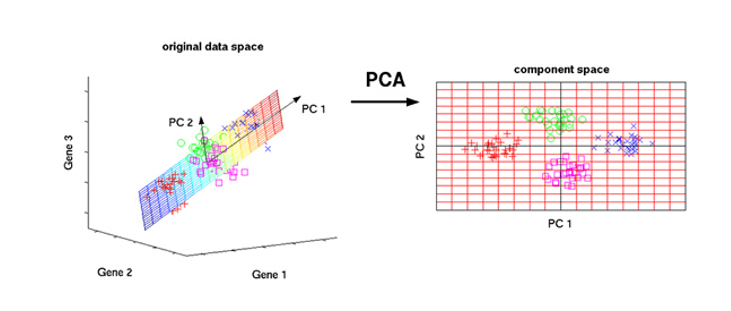 original data space
PC 1
PC 2
Gene 3
Gene 2
Gene 1
PCA
component space
PC 2
PC 1